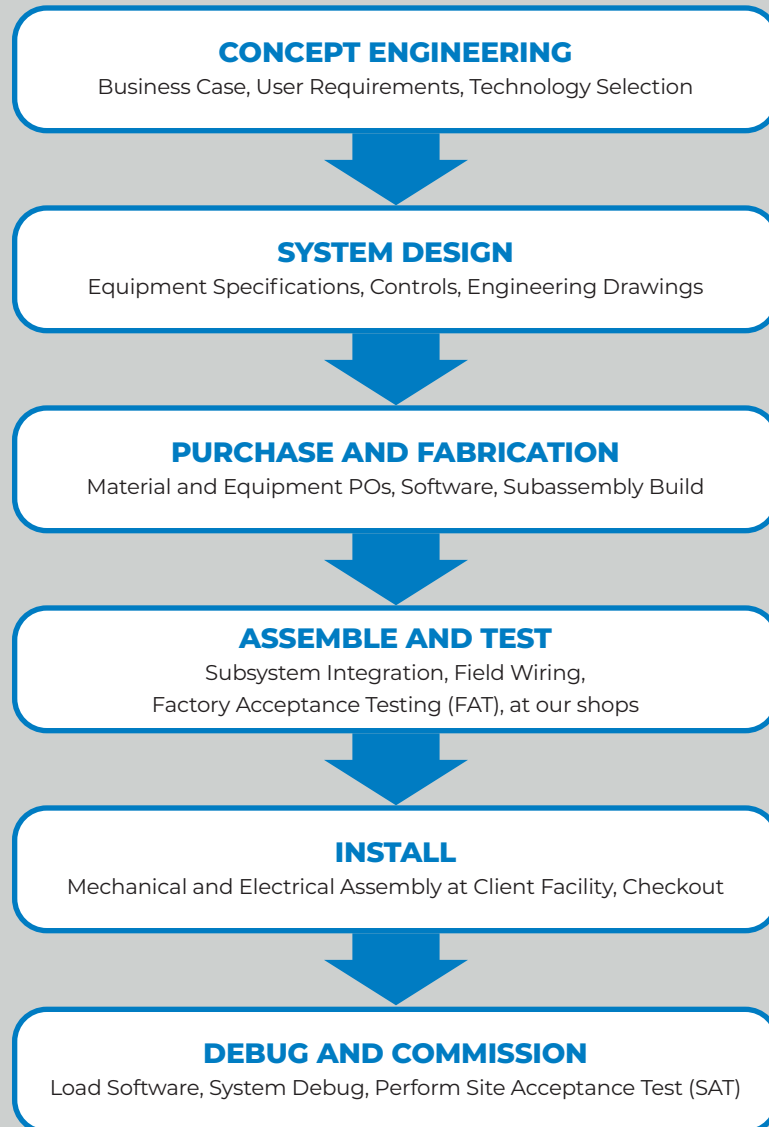 CONCEPT ENGINEERING
Business Case, User Requirements, Technology Selection
SYSTEM DESIGN
Equipment Specifications, Controls, Engineering Drawings
PURCHASE AND FABRICATION
Material and Equipment POs, Software, Subassembly Build
ASSEMBLE AND TEST
Subsystem Integration, Field Wiring,
Factory Acceptance Testing (FAT), at our shops
INSTALL
Mechanical and Electrical Assembly at Client Facility, Checkout
DEBUG AND COMMISSION
Load Software, System Debug, Perform Site Acceptance Test (SAT)